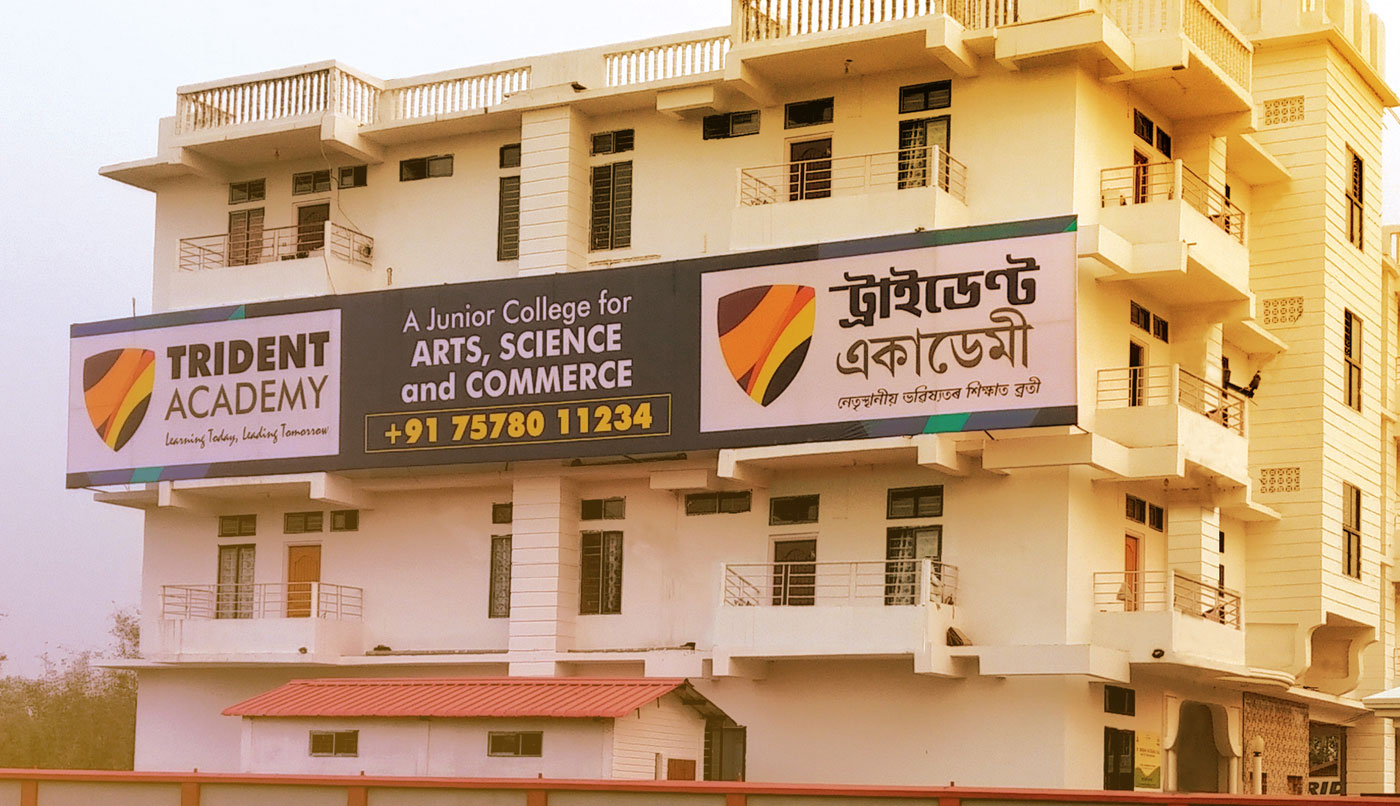 TRIDENT
ACADEMY
Learning Today, Leading Tomorrow
A Junior College for
ARTS, SCIENCE
and COMMERCE
+91 75780 11234
ট্ৰাইডেণ্ট
একাডেমী
নেতৃস্থানীয় ভৱিষ্যতৰ শিক্ষাত ব্ৰতী